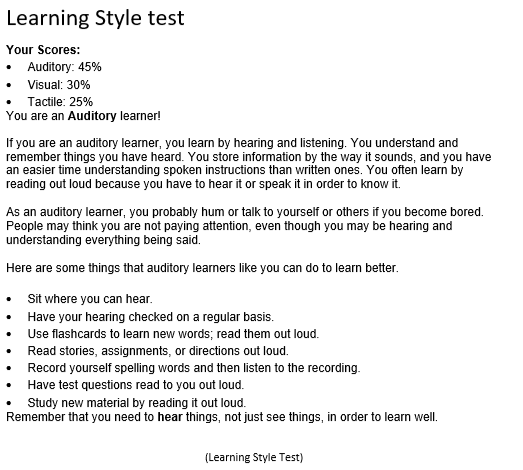 Learning Style test
Your Scores:
• Auditory: 45%
• Visual: 30%
• Tactile: 25%
You are an Auditory learner!
If you are an auditory learner, you learn by hearing and listening. You understand and
remember things you have heard. You store information by the way it sounds, and you have
an easier time understanding spoken instructions than written ones. You often learn by
reading out loud because you have to hear it or speak it in order to know it.
As an auditory learner, you probably hum or talk to yourself or others if you become bored.
People may think you are not paying attention, even though you may be hearing and
understanding everything being said.
Here are some things that auditory learners like you can do to learn better.
• Sit where you can hear.
• Have your hearing checked on a regular basis.
• Use flashcards to learn new words; read them out loud.
• Read stories, assignments, or directions out loud.
• Record yourself spelling words and then listen to the recording.
• Have test questions read to you out loud.
• Study new material by reading it out loud.
Remember that you need to hear things, not just see things, in order to learn well.
(Learning Style Test)